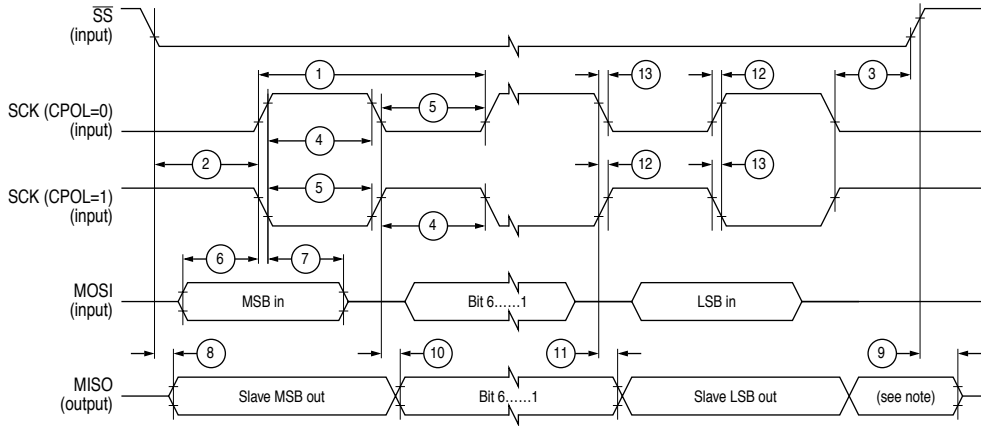 SS
(input)
1
13
12
3
SCK (CPOL=0)
(input)
5
4
2
12
13
SCK (CPOL=1)
(input)
5
4
6
7
MOSI
(input)
MSB in
Bit 6......1
LSB in
8
10
11
9
MISO
(output)
Slave MSB out
Bit 6......1
Slave LSB out
(see note)